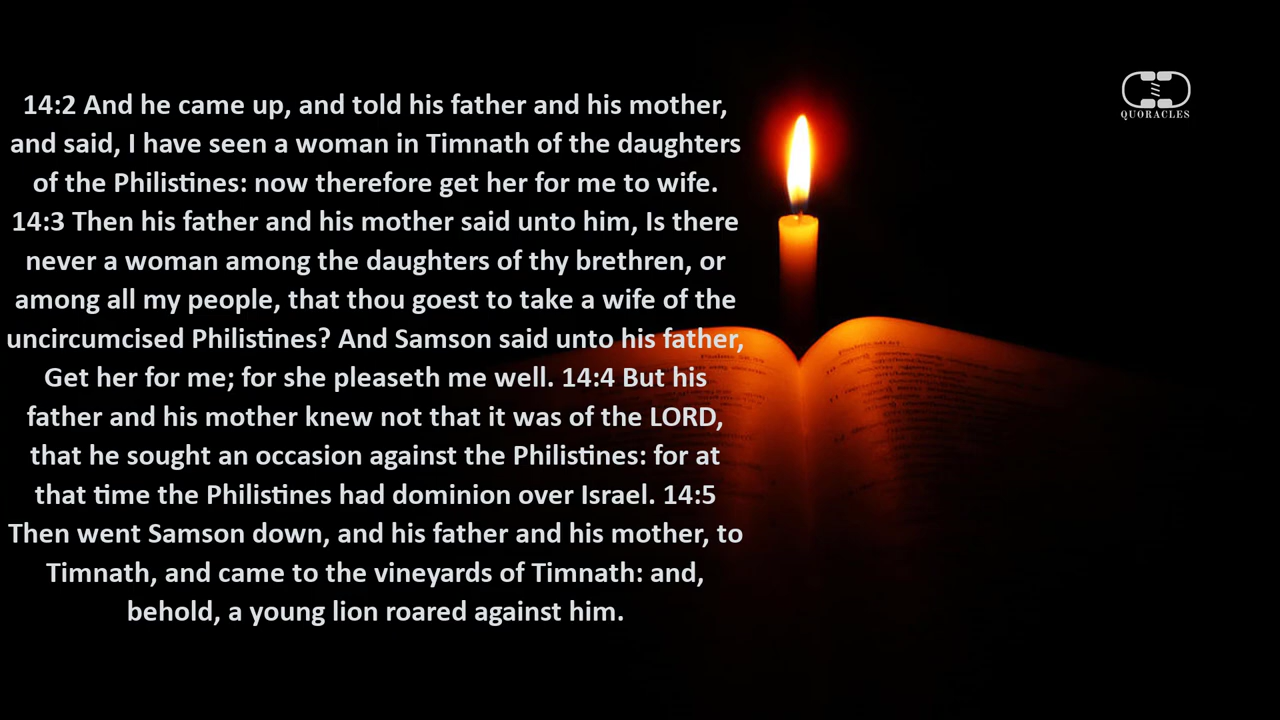 14:2 And he came up, and told his father and his mother,
and said, I have seen a woman in Timnath of the daughters
of the Philistines: now therefore get her for me to wife.
14:3 Then his father and his mother said unto him, Is there
never a woman among the daughters of thy brethren, or
among all my people, that thou goest to take a wife of the
uncircumcised Philistines? And Samson said unto his father,
Get her for me; for she pleaseth me well. 14:4 But his
father and his mother knew not that it was of the LORD,
that he sought an occasion against the Philistines: for at
that time the Philistines had dominion over Israel. 14:5
Then went Samson down, and his father and his mother, to
Timnath, and came to the vineyards of Timnath: and,
behold, a young lion roared against him.
QUORACLES